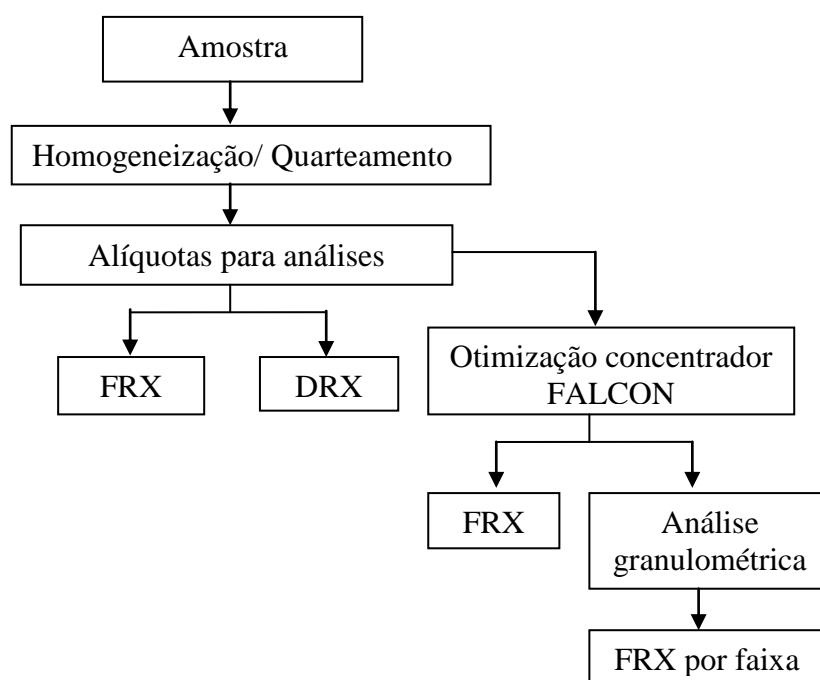 Amostra
Homogeneização/ Quarteamento
Alíquotas para análises
FRX
DRX
Otimização concentrador
FALCON
FRX
Análise
granulométrica
FRX por faixa